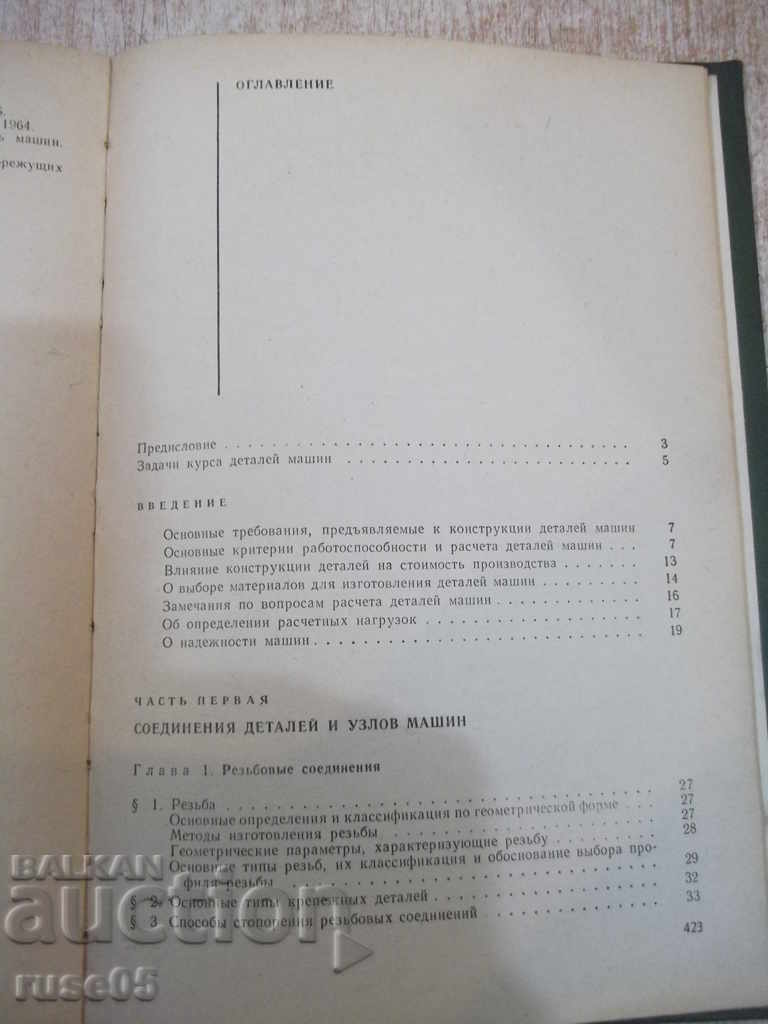 6.
1964.
ь машин.
ережущих
ОГЛАВЛЕНИЕ
Предисловие . . . . . . . . . . . . . . . . . . . . . . . . 3
Задачи курса деталей машин . . . . . . . . . . . . . . . . . . 5
ВВЕДЕНИЕ
Основные требования, предъявляемые к конструкции деталей машин 7
Основные критерии работоспособности и расчета деталей машин . . . 7
Влияние конструкции деталей на стоимость производства . . . . . . . 13
О выборе материалов для изготовления деталей машин . . . . . . . . 14
Замечания по вопросам расчета деталей машин . . . . . . . . . . . 16
Об определении расчетных нагрузок . . . . . . . . . . . . . . . 17
О надежности машин . . . . . . . . . . . . . . . . . . . . . . 19
ЧАСТЬ ПЕРВАЯ
СОЕДИНЕНИЯ ДЕТАЛЕЙ И УЗЛОВ МАШИН
Глава 1. Резьбовые соединения
§ 1. Резьба . . . . . . . . . . . . . . . . . . . . . . . . . . 27
Основные определения и классификация по геометрической форме . . . 27
Методы изготовления резьбы . . . . . . . . . . . . . . . . . . 27
Геометрические параметры, характеризующие резьбу . . . . . . . . 28
Основные типы резьб, их классификация и обоснование выбора про-
филя резьбы . . . . . . . . . . . . . . . . . . . . . . . . . 29
§ 2. Основные типы крепежных деталей . . . . . . . . . . . . . . 32
§ 3 Способы стопорения резьбовых соединений . . . . . . . . . . . 33
423
BALKAN
auction
ruse05